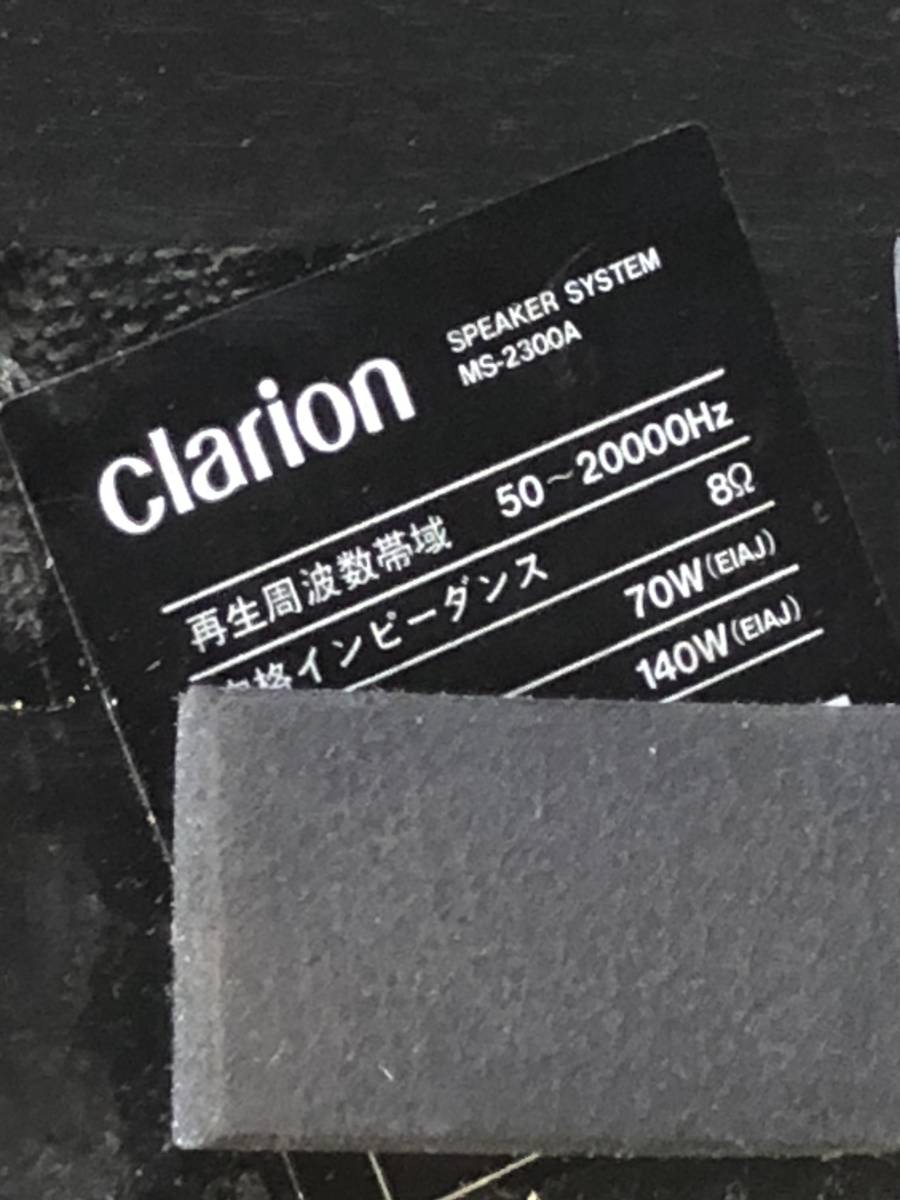 Clarion
SPEAKER SYSTEM
MS-2300A
再生周波数帯域 50～20000Hz
インピーダンス 8Ω
70W(EIAJ)
140W(EIAJ)